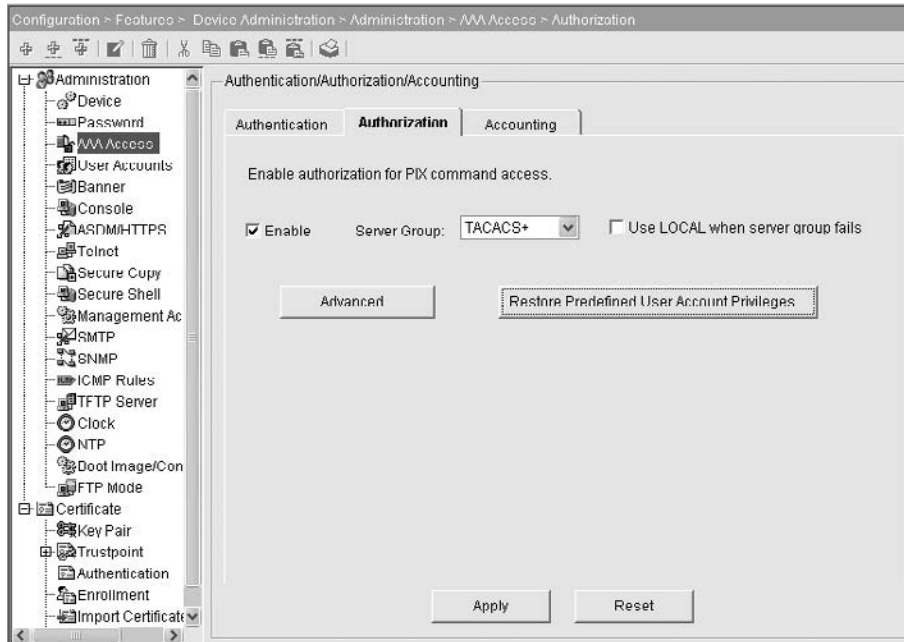 Configuration > Features > Device Administration > Administration > AAA Access > Authorization
Administration
Device
Password
AAA Access
User Accounts
Banner
Console
ASDM/HTTPS
Telnet
Secure Copy
Secure Shell
Management Ac
SMTP
SNMP
ICMP Rules
TFTP Server
Clock
NTP
Boot Image/Con
FTP Mode
Certificate
Key Pair
Trustpoint
Authentication
Enrollment
Import Certificate
Authentication/Authorization/Accounting
Authentication Authorization Accounting
Enable authorization for PIX command access.
Enable Server Group: TACACS+ Use LOCAL when server group fails
Advanced Restore Predefined User Account Privileges
Apply Reset